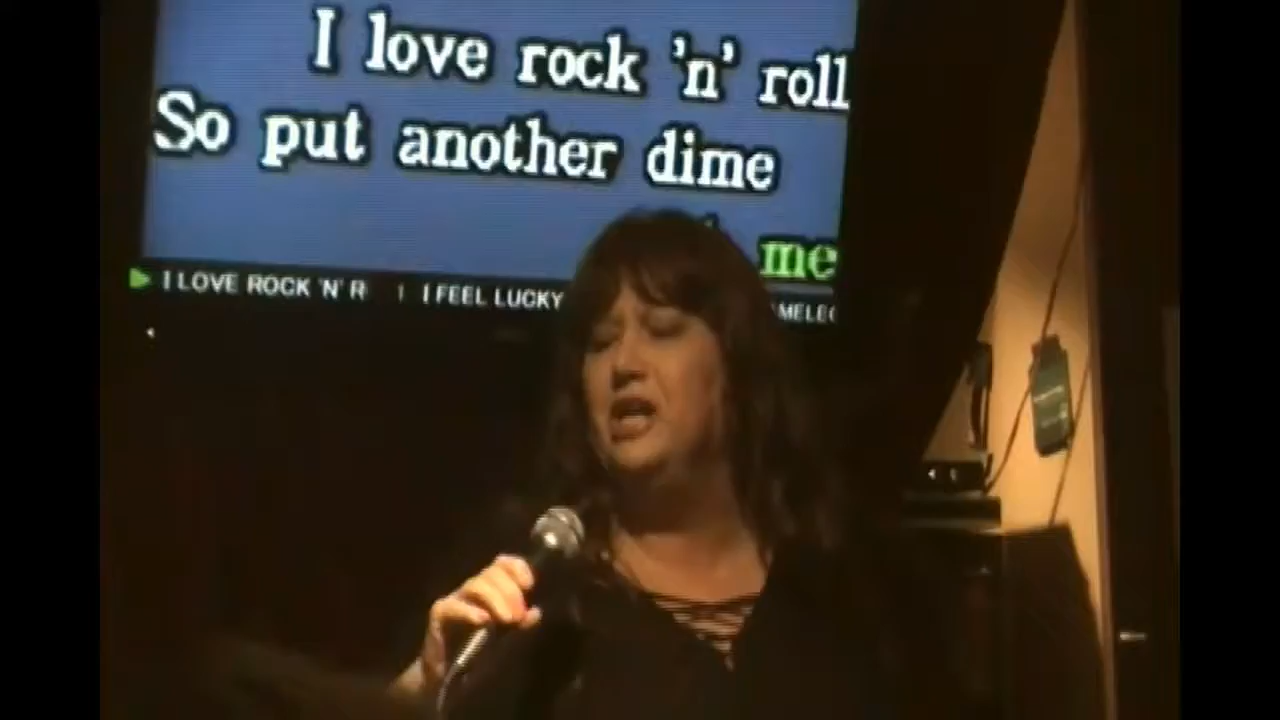 I love rock 'n' roll
So put another dime
me
I LOVE ROCK 'N' R I FEEL LUCKY